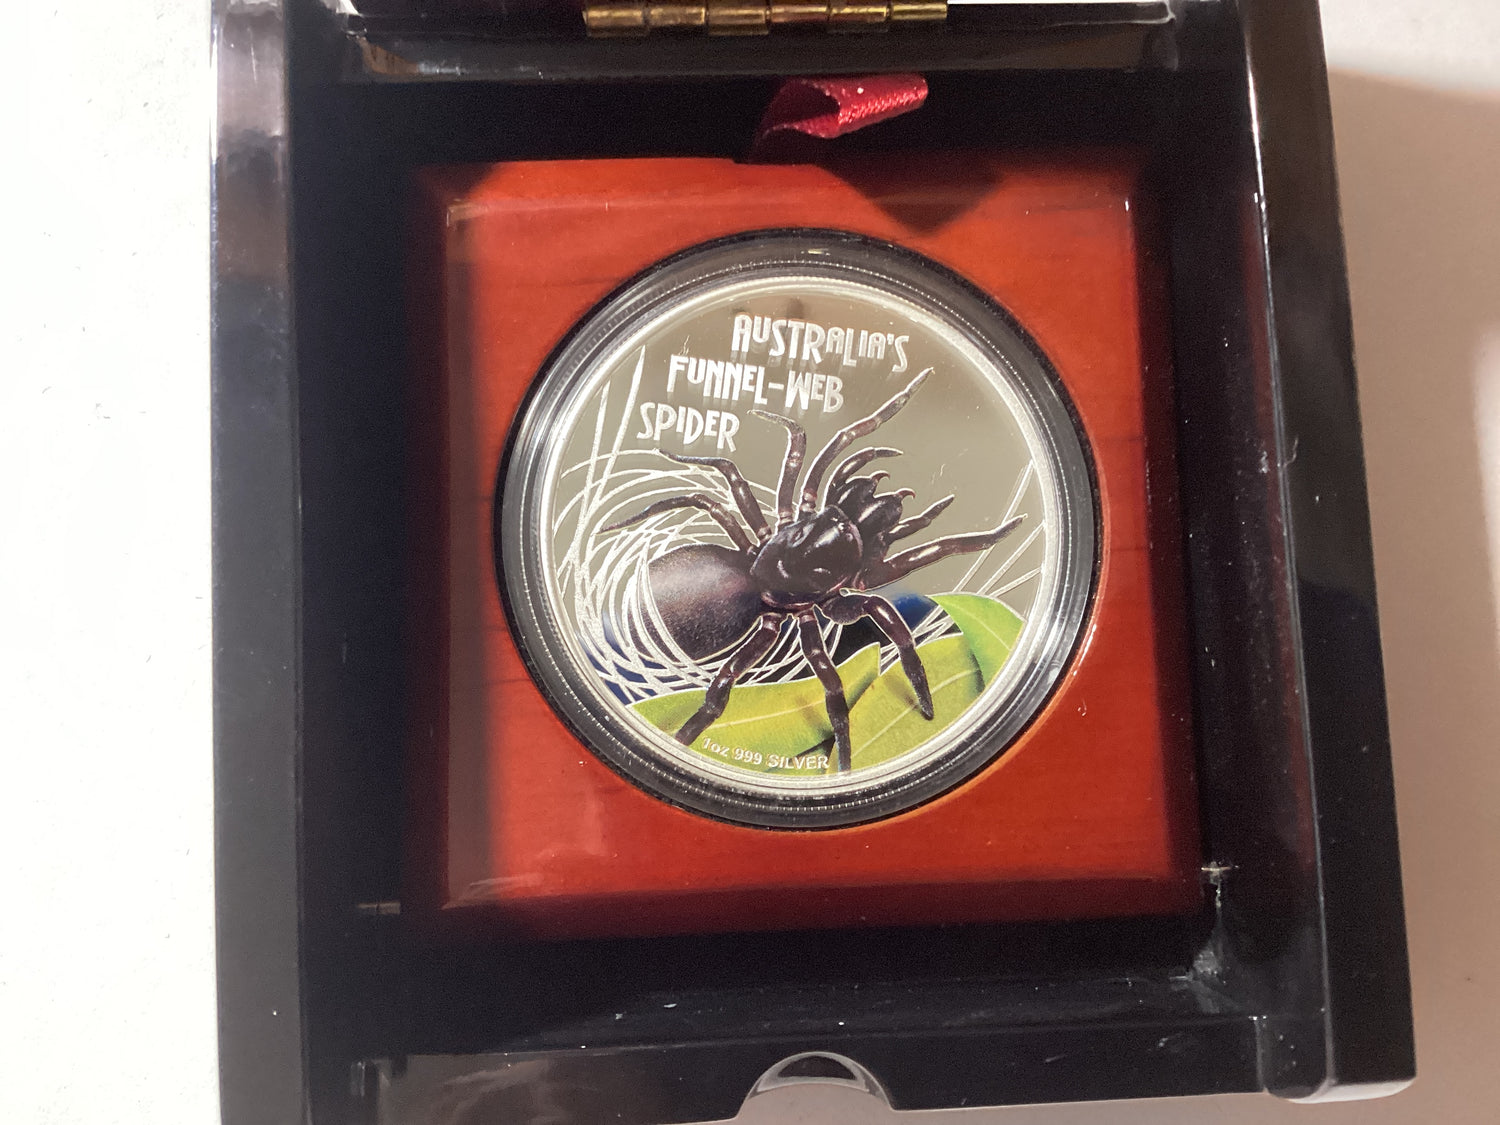 AUSTRALIA'S
FUNNEL-WEB
SPIDER
1oz 999 SILVER